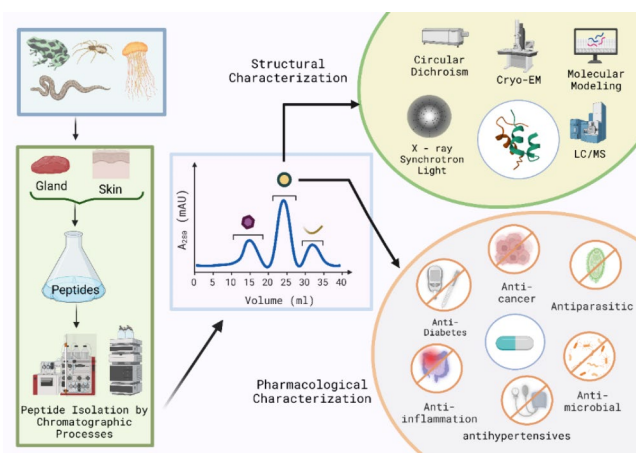 Structural
Characterization
Circular
Dichroism
Cryo-EM
Molecular
Modeling
X - ray
Synchrotron
Light
LC/MS
Gland
Skin
Peptides
Peptide Isolation by
Chromatographic
Processes
A280 (mAU)
0 5 10 15 20 25 30 35 40
Volume (ml)
Pharmacological
Characterization
Anti-
Diabetes
Anti-
cancer
Antiparasitic
Anti-
inflammation
antihypertensives
Anti-
microbial